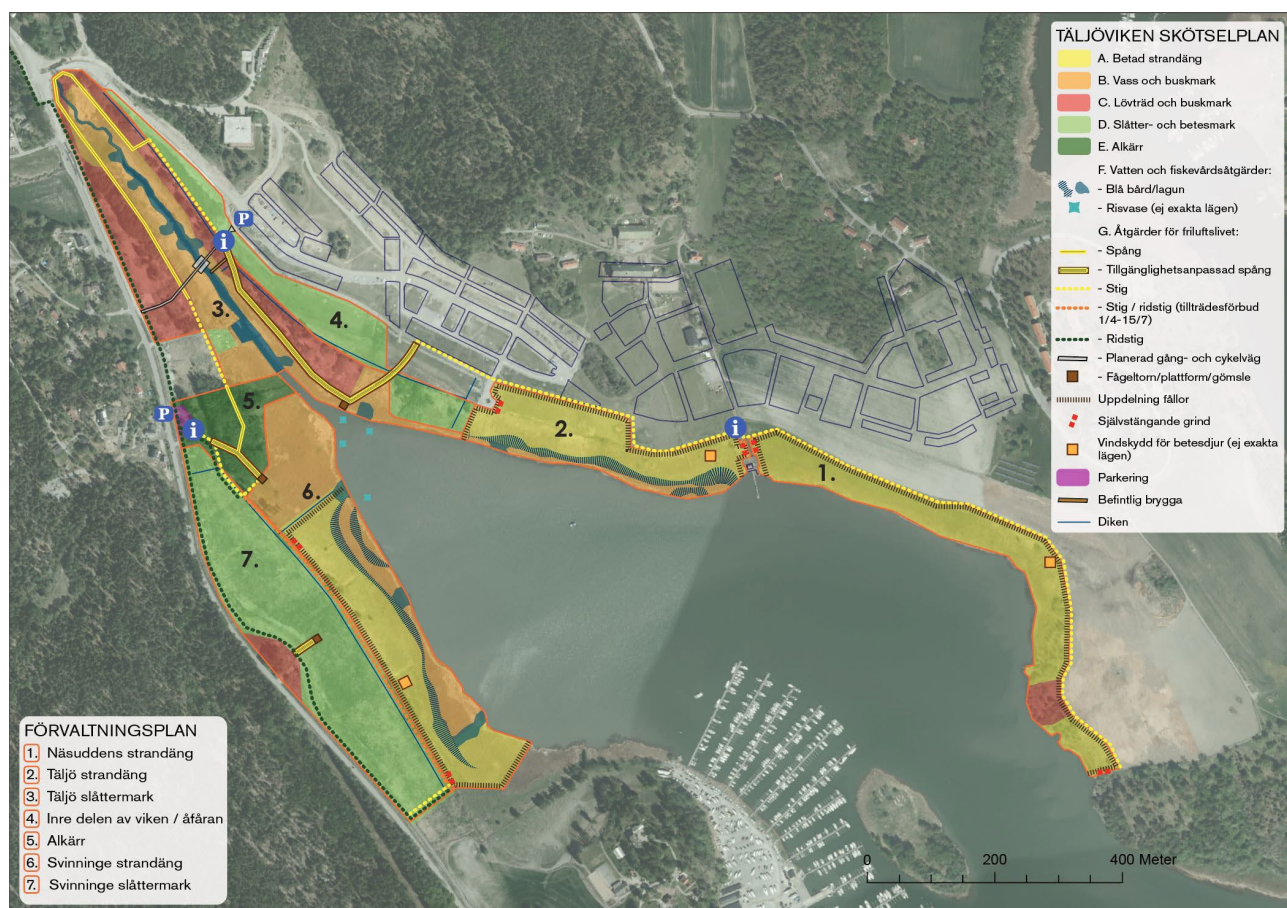 TÄLJÖVIKEN SKÖTSELPLAN
A. Betad strandäng
B. Vass och buskmark
C. Lövträd och buskmark
D. Slåtter- och betesmark
E. Alkärr
F. Vatten och fiskevårdsåtgärder:
- Blå bård/lagun
- Risvase (ej exakta lägen)
G. Åtgärder för friluftslivet:
- Spång
- Tillgänglighetsanpassad spång
- Stig
- Stig / ridstig (tillträdesförbud
1/4-15/7)
- Ridstig
- Planerad gång- och cykelväg
- Fågeltorn/plattform/gömsle
Uppdelning fållor
Självstängande grind
Vindskydd för betesdjur (ej exakta
lägen)
Parkering
Befintlig brygga
Diken
P
i
3.
4.
P
i
5.
2.
i
1.
6.
7.
FÖRVALTNINGSPLAN
1. Näsuddens strandäng
2. Täljö strandäng
3. Täljö slåttermark
4. Inre delen av viken / åfåran
5. Alkärr
6. Svinninge strandäng
7. Svinninge slåttermark
0 200 400 Meter